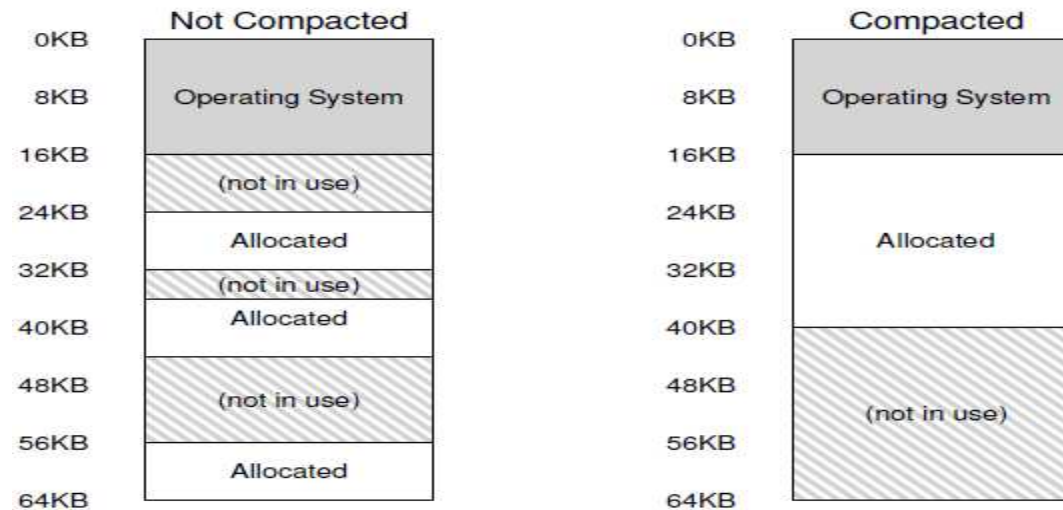 Not Compacted
0KB
Operating System
8KB
16KB
(not in use)
24KB
Allocated
32KB
(not in use)
Allocated
40KB
48KB
(not in use)
56KB
Allocated
64KB
Compacted
0KB
8KB
Operating System
16KB
24KB
Allocated
32KB
40KB
48KB
(not in use)
56KB
64KB